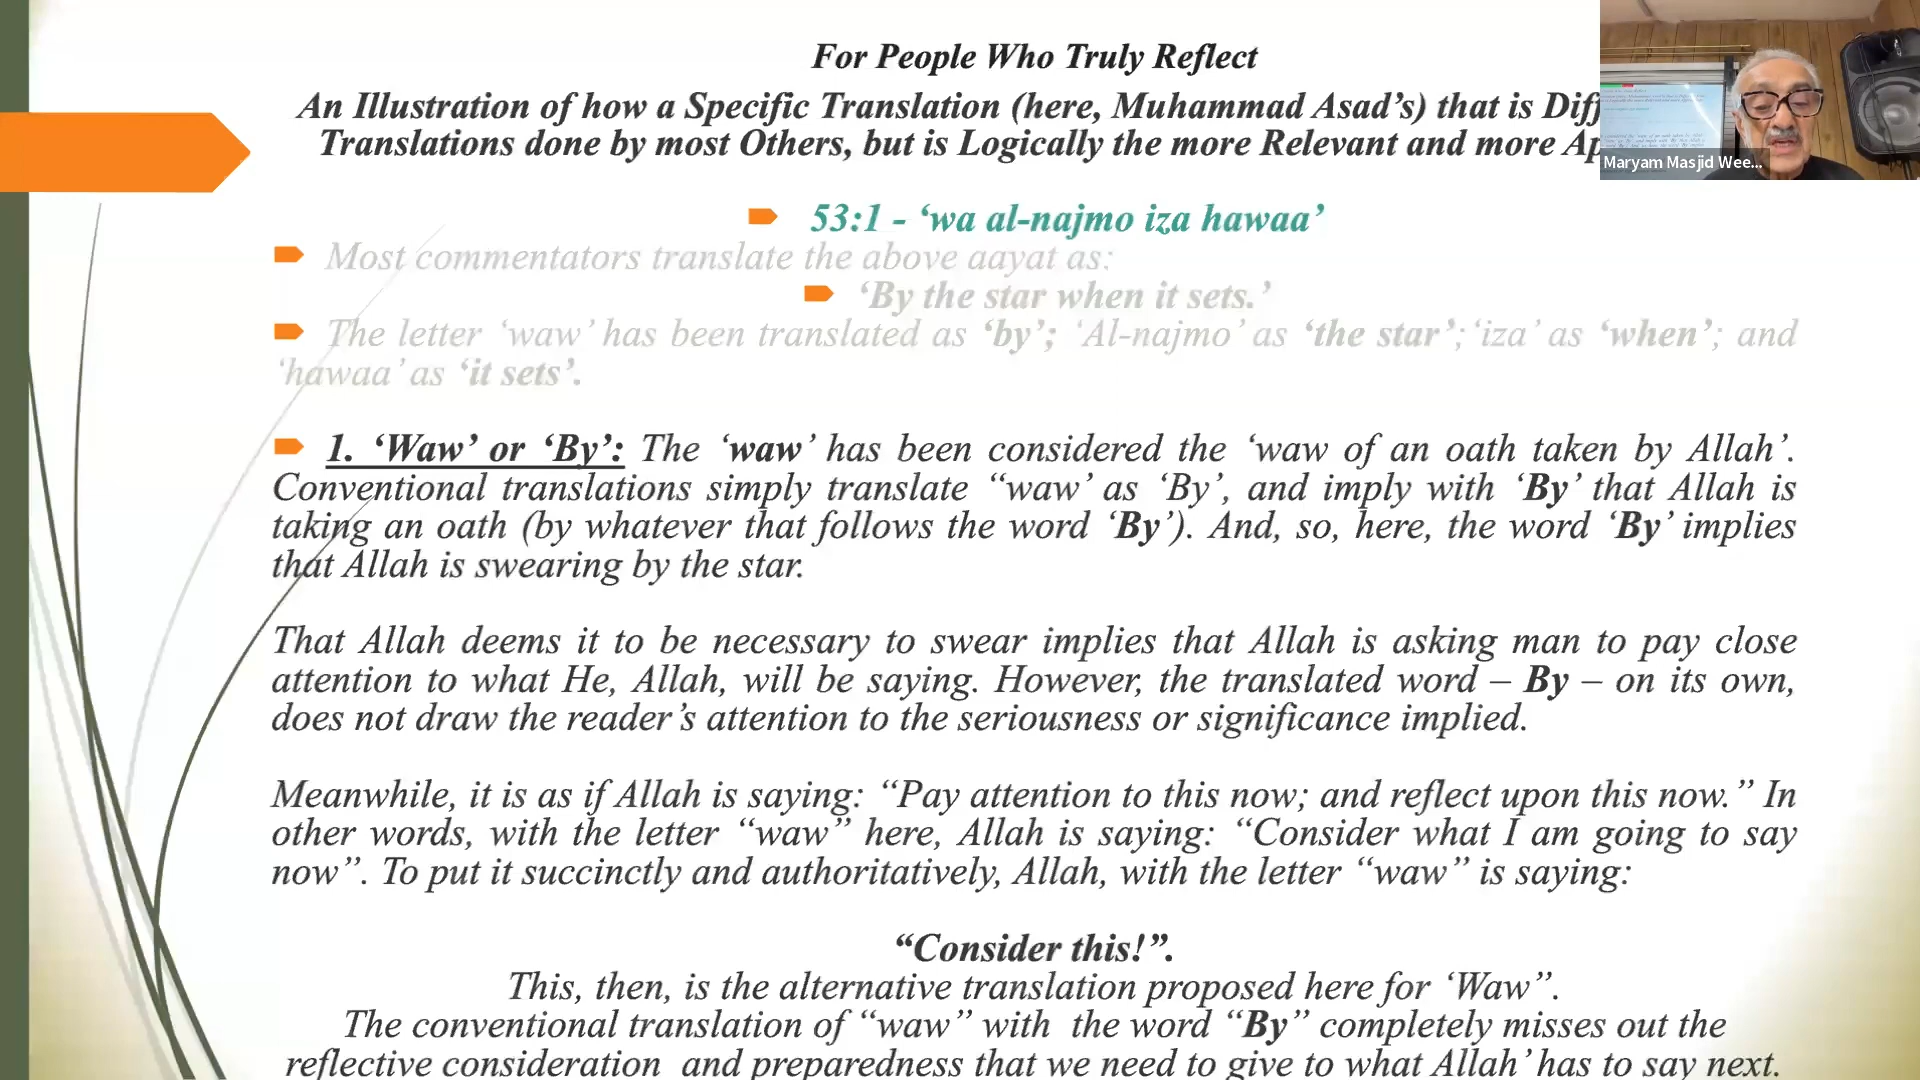 For People Who Truly Reflect
An Illustration of how a Specific Translation (here, Muhammad Asad’s) that is
Translations done by most Others, but is Logically the more Relevant and more
Maryam Masjid Wee...
53:1 - ‘wa al-najmo iza hawaa’
Most commentators translate the above aayat as:
‘By the star when it sets.’
The letter ‘waw’ has been translated as ‘by’; ‘Al-najmo’ as ‘the star’;‘iza’ as ‘when’; and
‘hawaa’ as ‘it sets’.
1. ‘Waw’ or ‘By’: The ‘waw’ has been considered the ‘waw of an oath taken by Allah’.
Conventional translations simply translate “waw’ as ‘By’, and imply with ‘By’ that Allah is
taking an oath (by whatever that follows the word ‘By’). And, so, here, the word ‘By’ implies
that Allah is swearing by the star.
That Allah deems it to be necessary to swear implies that Allah is asking man to pay close
attention to what He, Allah, will be saying. However, the translated word – By – on its own,
does not draw the reader’s attention to the seriousness or significance implied.
Meanwhile, it is as if Allah is saying: “Pay attention to this now; and reflect upon this now.” In
other words, with the letter “waw” here, Allah is saying: “Consider what I am going to say
now”. To put it succinctly and authoritatively, Allah, with the letter “waw” is saying:
“Consider this!”.
This, then, is the alternative translation proposed here for ‘Waw”.
The conventional translation of “waw” with the word “By” completely misses out the
reflective consideration and preparedness that we need to give to what Allah’ has to say next.